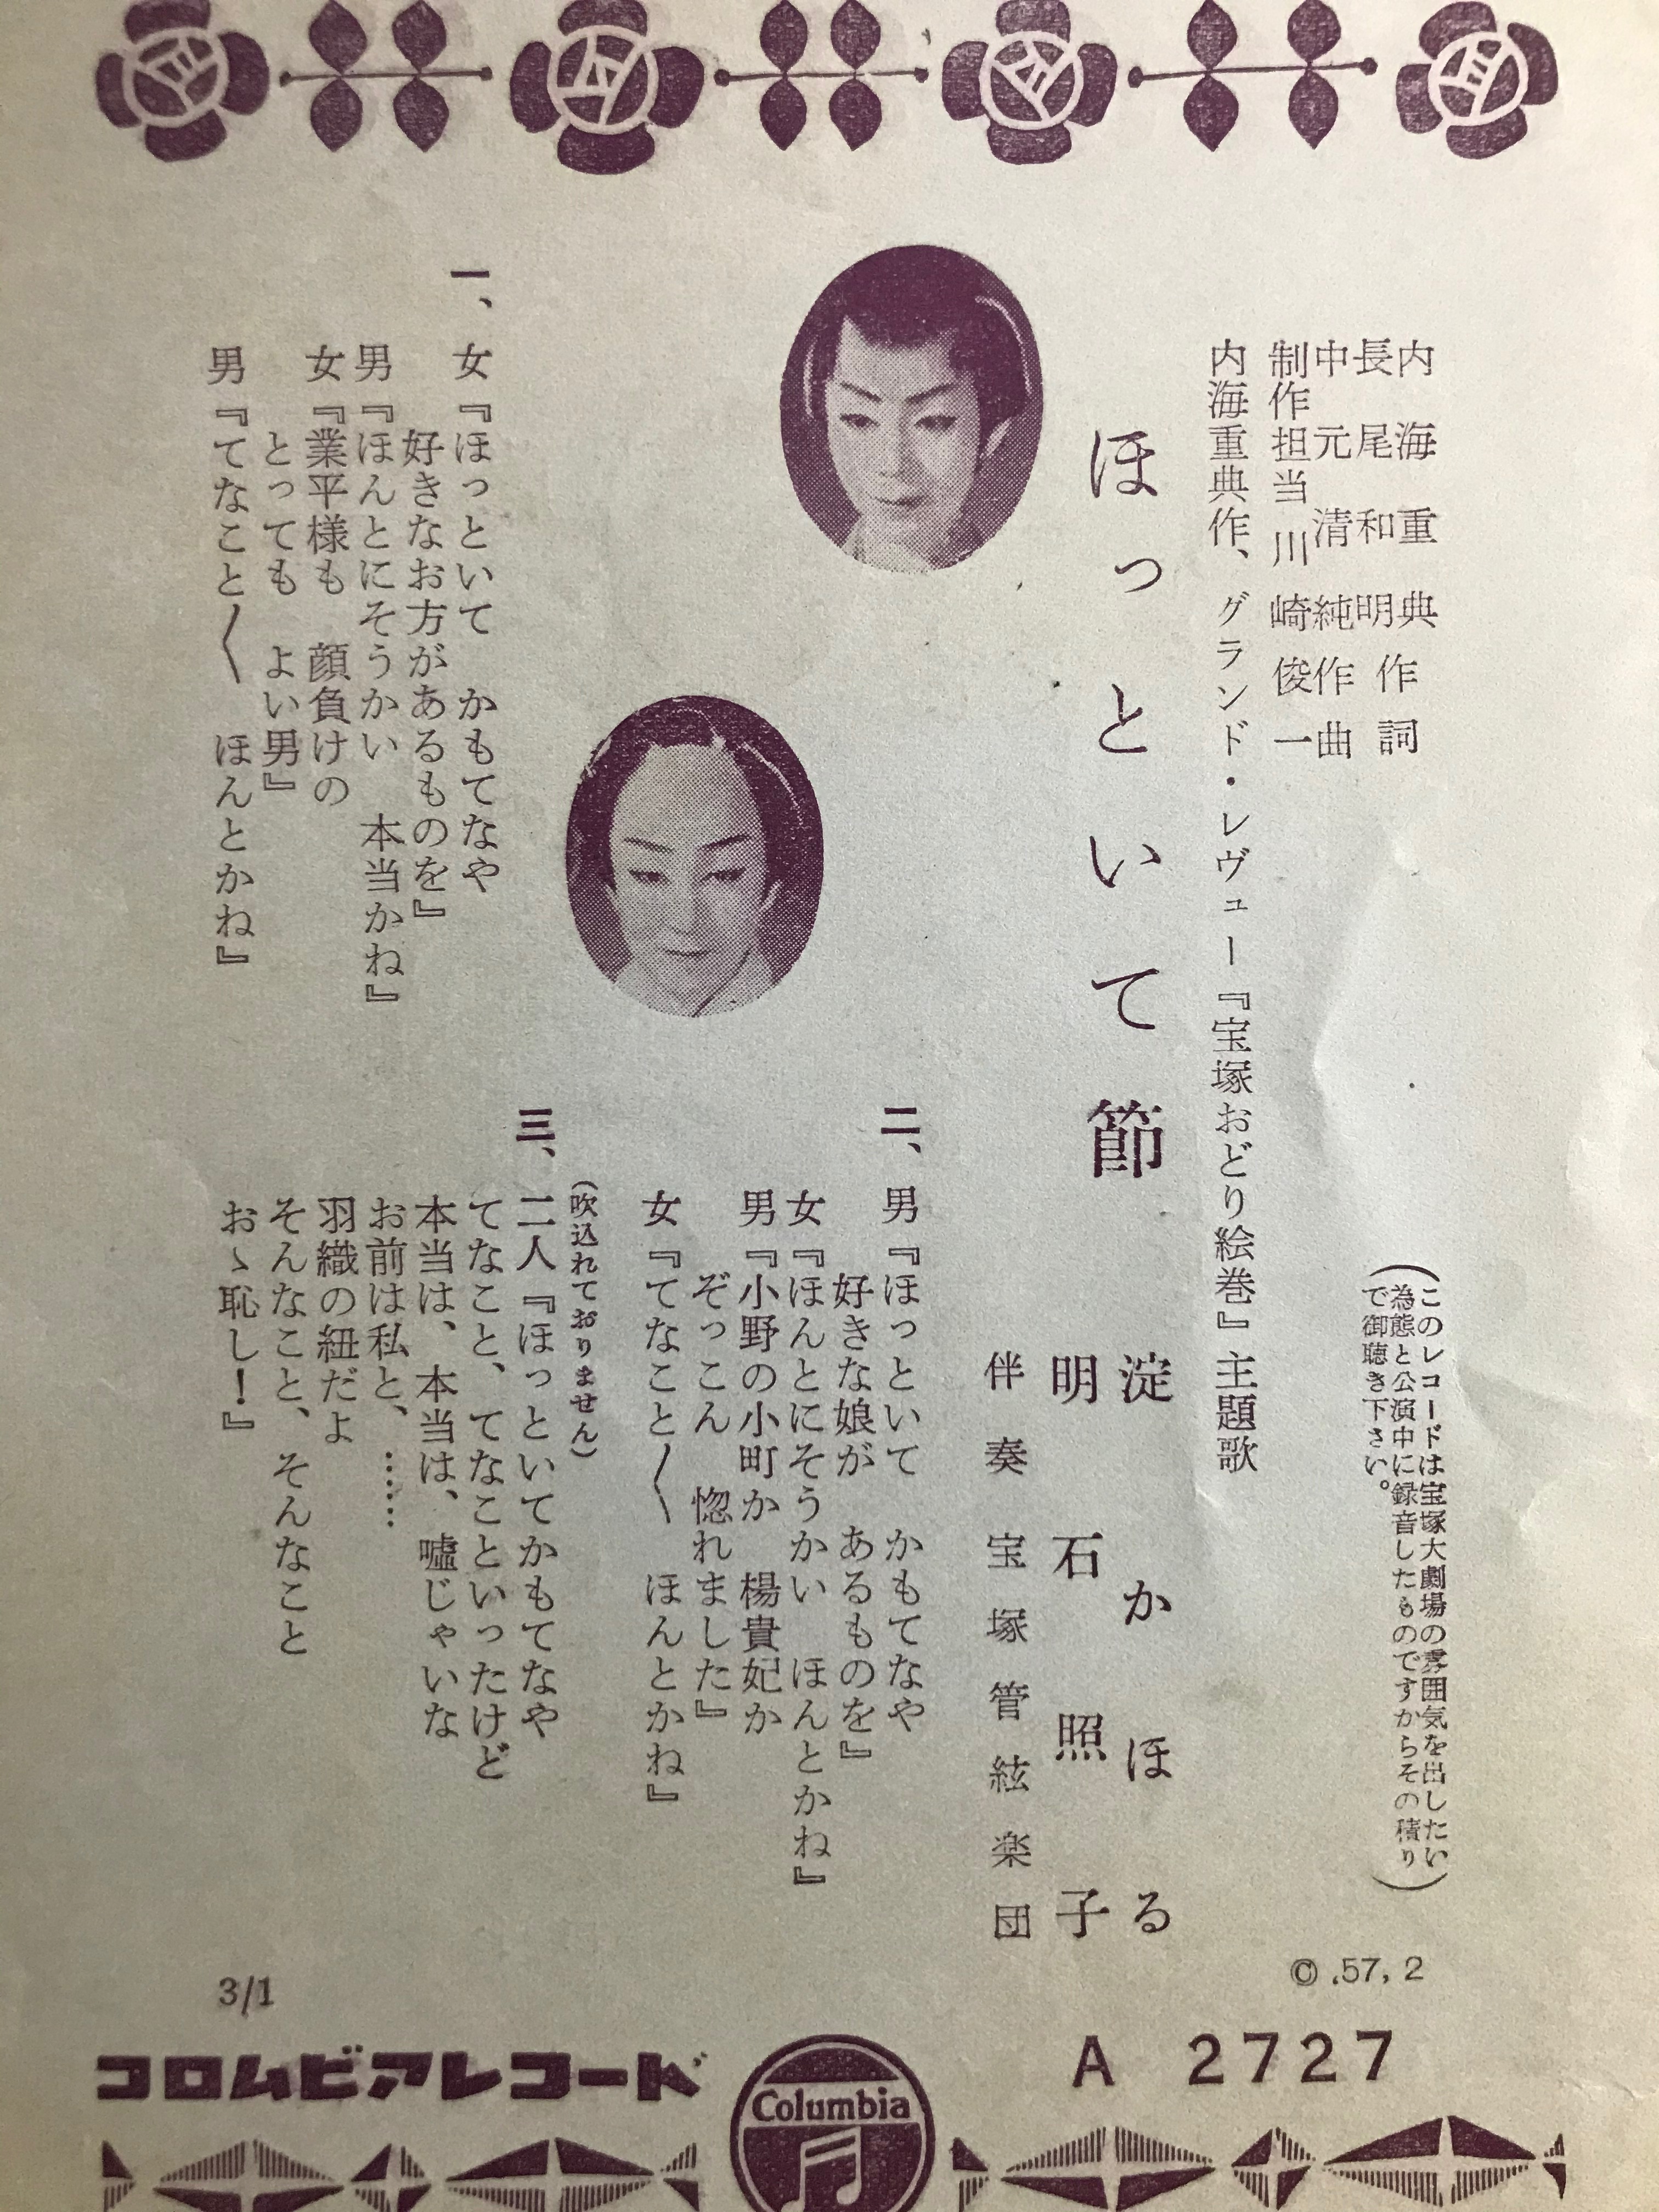 (このレコードは宝塚大劇場の雰囲気を出したい
為態と公演中に録音したものですからその積り
で御聴き下さい。)
内海重典
長尾和明 作詞
中元清純 作曲
制作担当 川崎俊一
内海重典作、グランド・レヴュー『宝塚おどり絵巻』主題歌
ほっといて節
淀かほる
明石照子
伴奏 宝塚管絃楽団
一、女『ほっといて かもてなや
好きなお方があるものを』
男『ほんとにそうかい 本当かね』
女『業平様も 顔負けの
とっても よい男』
男『てなこと〱 ほんとかね』
二、男『ほっといて かもてなや
好きな娘が あるものを』
女『ほんとにそうかい ほんとかね』
男『小野の小町か 楊貴妃か
ぞっこん 惚れました』
女『てなこと〱 ほんとかね』
(吹込れておりません)
三、二人『ほっといてかもてなや
てなこと、てなことといったけど
本当は、本当は、嘘じゃいな
お前は私と、……
羽織の紐だよ
そんなこと、そんなこと
おゝ恥し!』
© .57, 2
3/1
A 2727
コロムビアレコード
Columbia